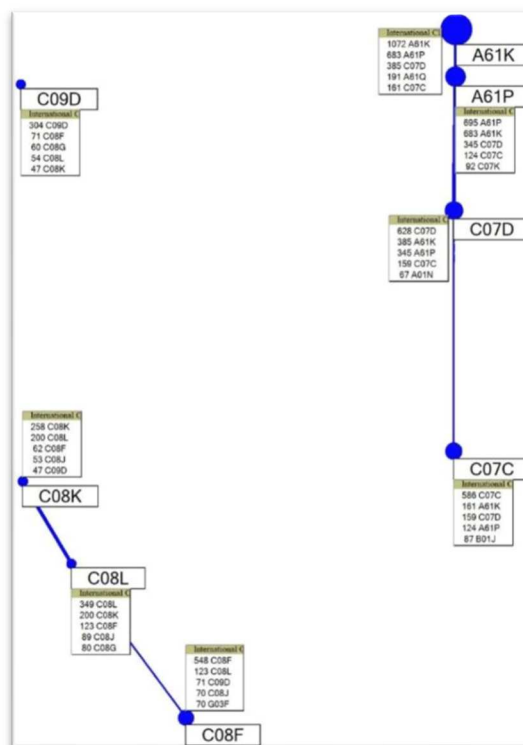 International Cl
1072 A61K
683 A61P
385 C07D
191 A61Q
161 C07C
A61K
A61P
International C
695 A61P
683 A61K
345 C07D
124 C07C
92 C07K
C09D
International C
304 C09D
71 C08F
60 C08G
54 C08L
47 C08K
International C
628 C07D
385 A61K
345 A61P
159 C07C
67 A01N
C07D
International C
258 C08K
200 C08L
62 C08F
53 C08J
47 C09D
C08K
C07C
International C
586 C07C
161 A61K
159 C07D
124 A61P
87 B01J
C08L
International C
349 C08L
200 C08K
123 C08F
89 C08J
80 C08G
International C
548 C08F
123 C08L
71 C09D
70 C08J
70 G03F
C08F